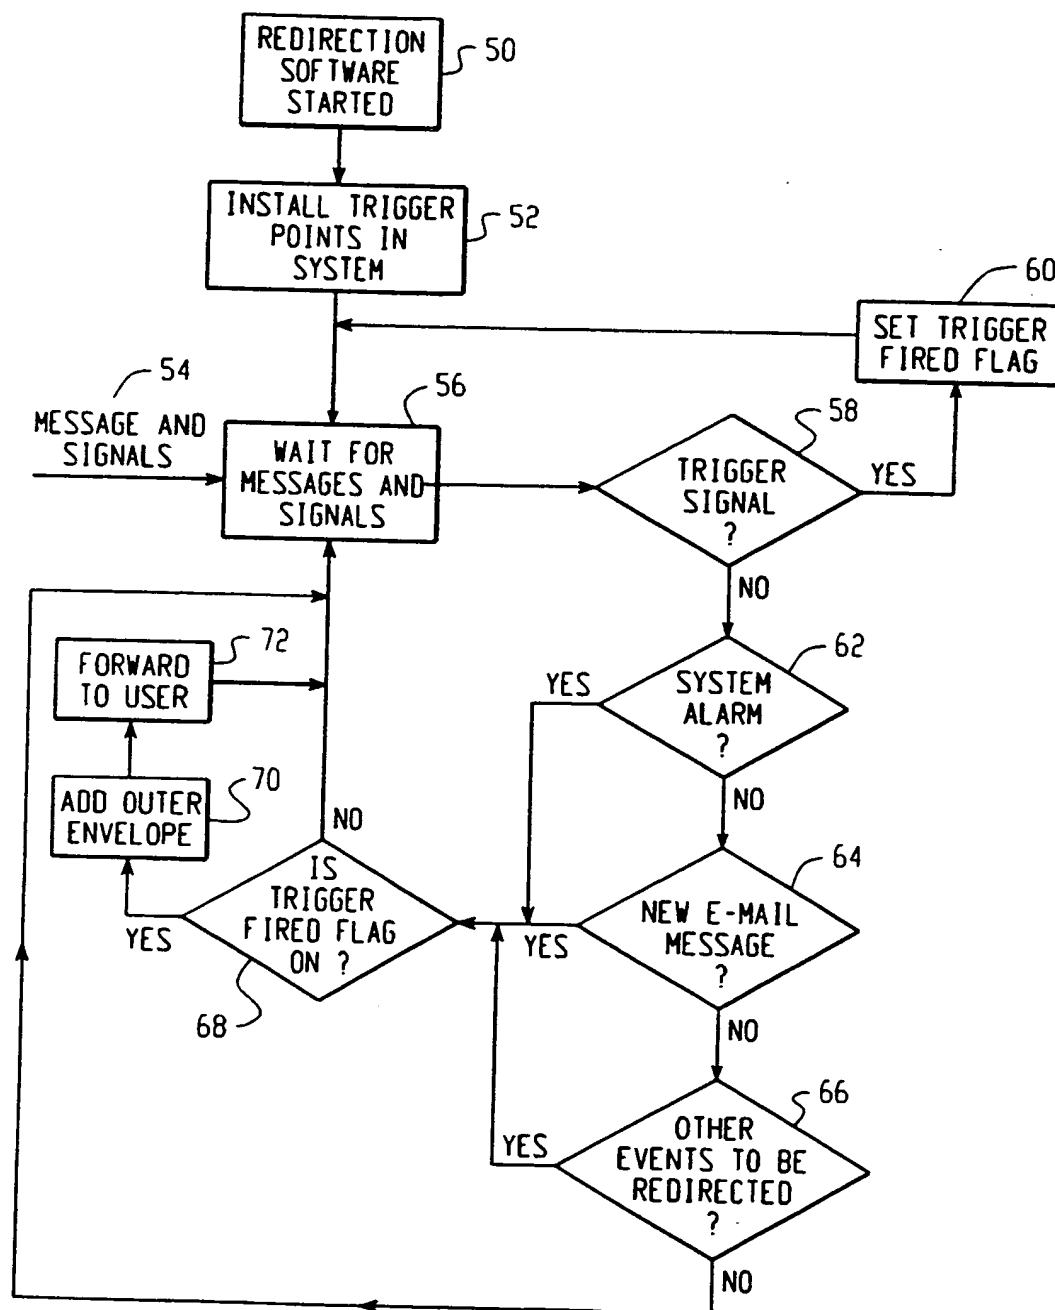 REDIRECTION
SOFTWARE
STARTED
50
INSTALL TRIGGER
POINTS IN
SYSTEM
52
60
SET TRIGGER
FIRED FLAG
54
MESSAGE AND
SIGNALS
56
WAIT FOR
MESSAGES AND
SIGNALS
58
TRIGGER
SIGNAL
?
YES
NO
62
SYSTEM
ALARM
?
YES
NO
72
FORWARD
TO USER
70
ADD OUTER
ENVELOPE
NO
IS
TRIGGER
FIRED FLAG
ON ?
YES
68
64
NEW E-MAIL
MESSAGE
?
YES
NO
66
OTHER
EVENTS TO BE
REDIRECTED
?
YES
NO